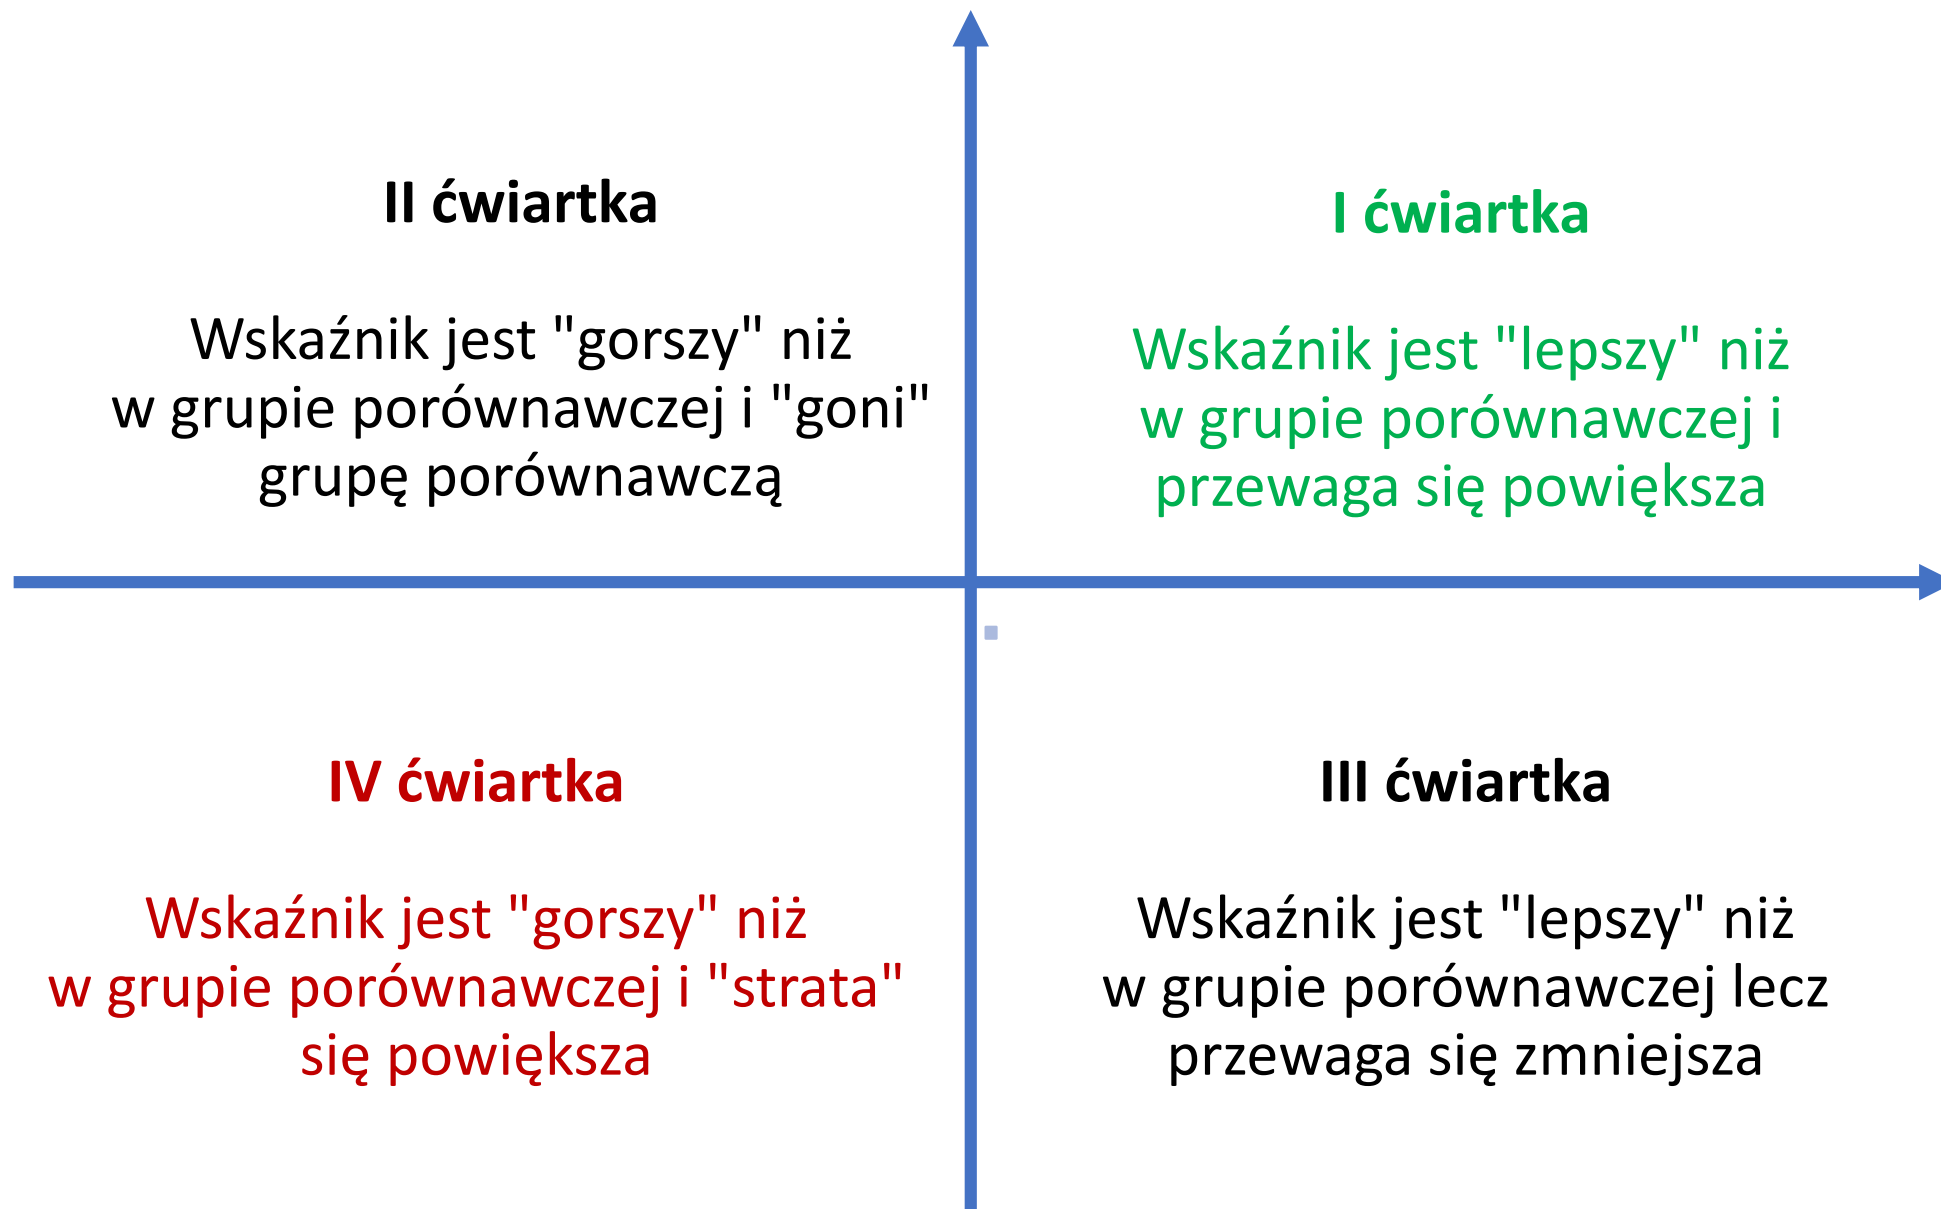 II ćwiartka
Wskaźnik jest "gorszy" niż
w grupie porównawczej i "goni"
grupę porównawczą
I ćwiartka
Wskaźnik jest "lepszy" niż
w grupie porównawczej i
przewaga się powiększa
IV ćwiartka
Wskaźnik jest "gorszy" niż
w grupie porównawczej i "strata"
się powiększa
III ćwiartka
Wskaźnik jest "lepszy" niż
w grupie porównawczej lecz
przewaga się zmniejsza